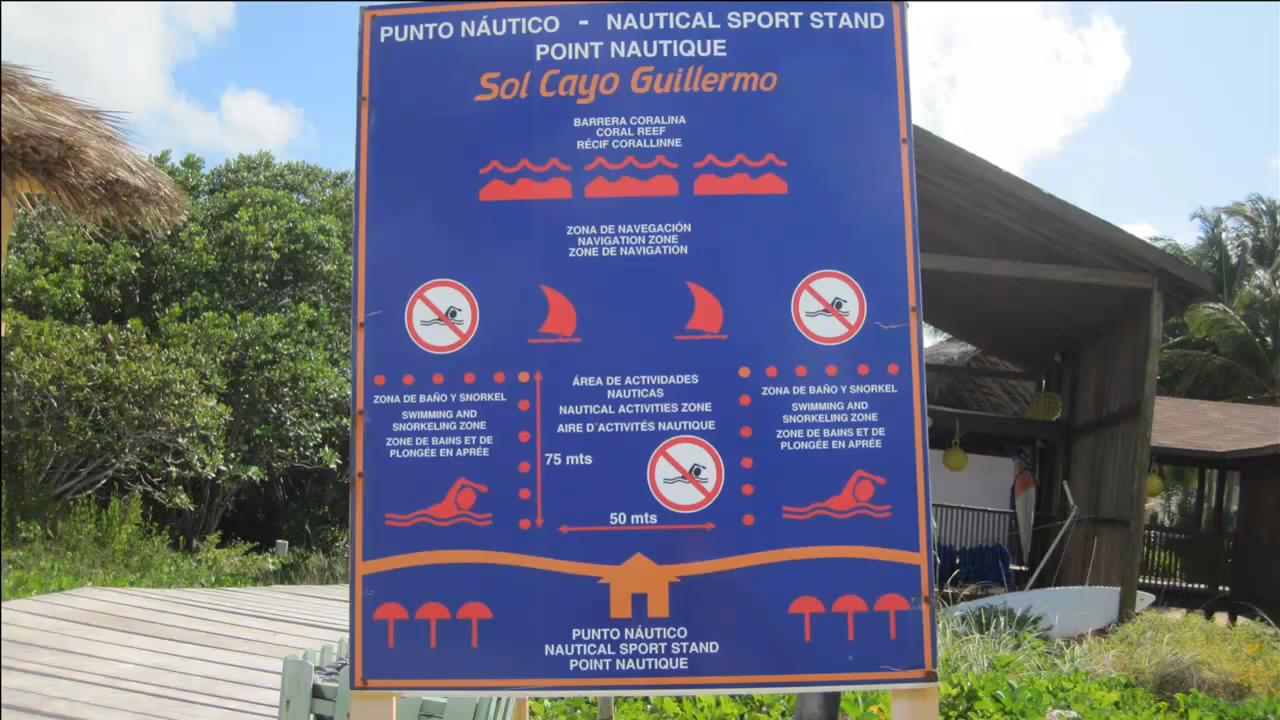 PUNTO NÁUTICO - NAUTICAL SPORT STAND
POINT NAUTIQUE
Sol Cayo Guillermo
BARRERA CORALINA
CORAL REEF
RÉCIF CORALLINNE
ZONA DE NAVEGACIÓN
NAVIGATION ZONE
ZONE DE NAVIGATION
ZONA DE BAÑO Y SNORKEL
SWIMMING AND
SNORKELING ZONE
ZONE DE BAINS ET DE
PLONGÉE EN APRÉE
ÁREA DE ACTIVIDADES
NAUTICAS
NAUTICAL ACTIVITIES ZONE
AIRE D´ACTIVITÉS NAUTIQUE
75 mts
50 mts
ZONA DE BAÑO Y SNORKEL
SWIMMING AND
SNORKELING ZONE
ZONE DE BAINS ET DE
PLONGÉE EN APRÉE
PUNTO NÁUTICO
NAUTICAL SPORT STAND
POINT NAUTIQUE